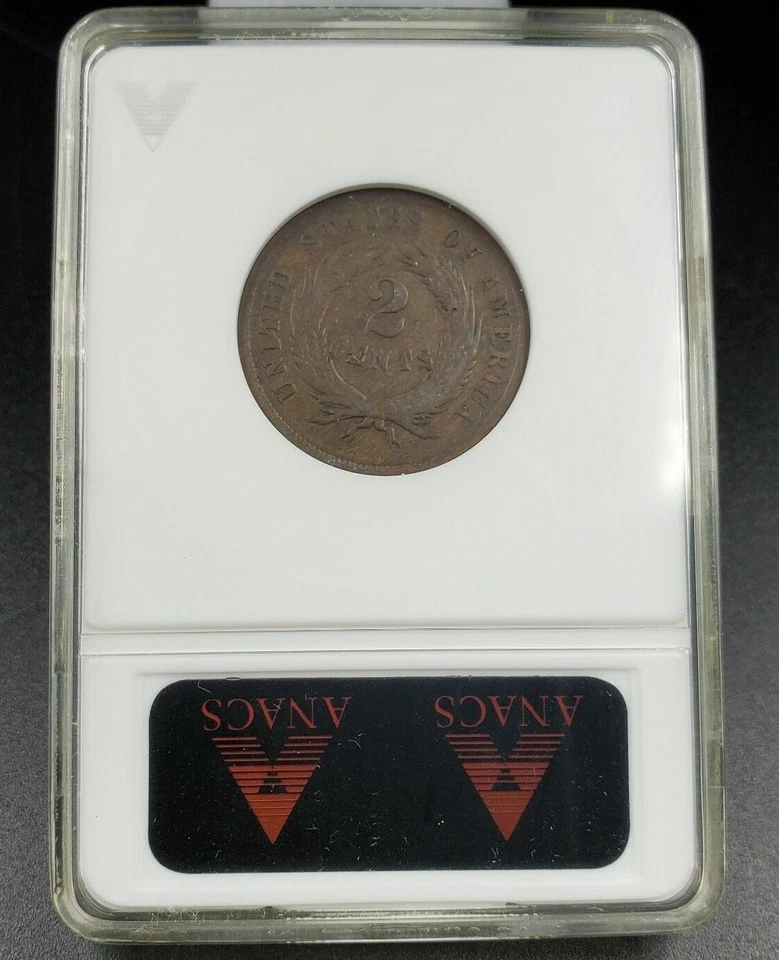 UNITED STATES OF AMERICA
2
CENTS
ANACS ANACS